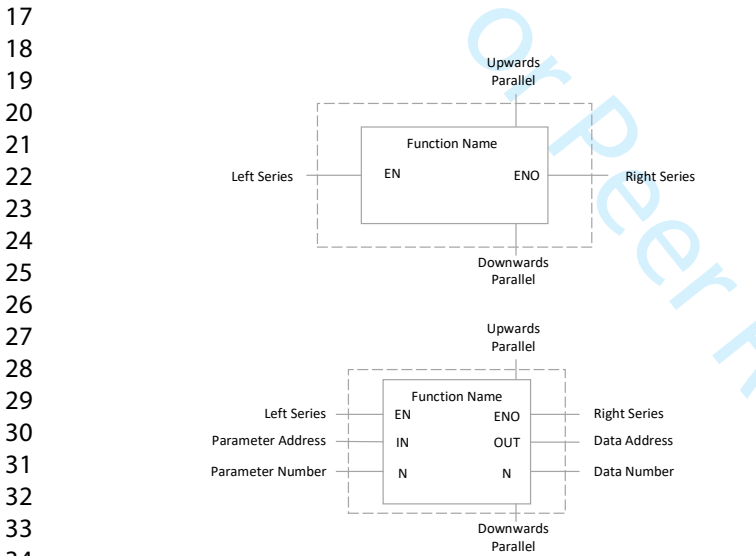 17
18
19
20
21
22
23
24
25
26
27
28
29
30
31
32
33
or Peer
Upwards
Parallel
Function Name
Left Series
EN
ENO
Right Series
Downwards
Parallel
Upwards
Parallel
Function Name
Left Series
EN
ENO
Right Series
Parameter Address
IN
OUT
Data Address
Parameter Number
N
N
Data Number
Downwards
Parallel